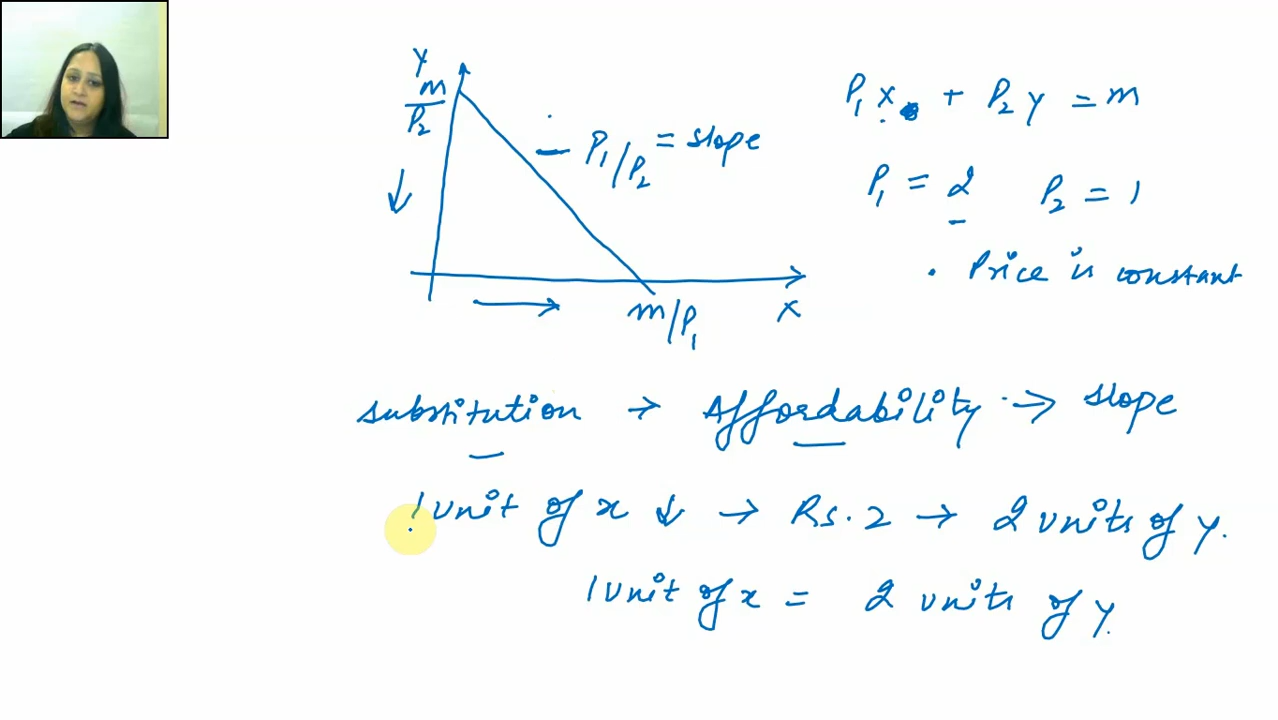 Y
m/P2
- P1/P2 = slope
m/P1
X
P1 x + P2 y = m
P1 = 2 P2 = 1
. Price is constant
substitution → Affordability → slope
1 unit of x ↓ → Rs. 2 → 2 units of y.
1 unit of x = 2 units of y.